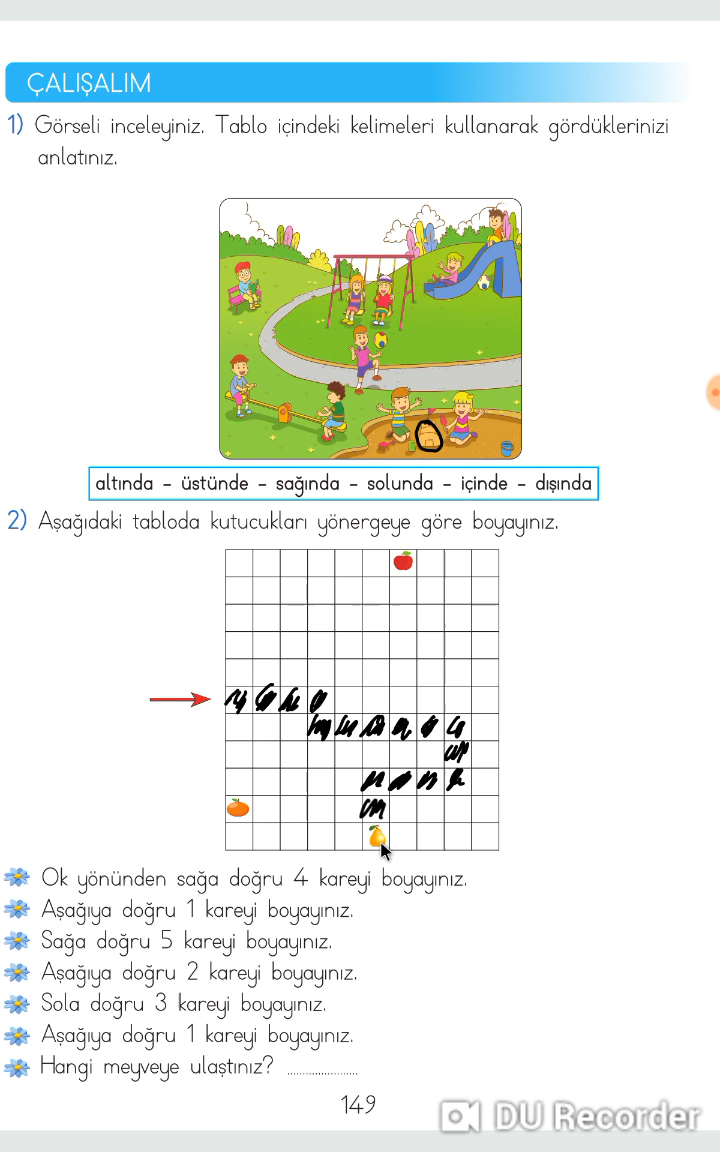 ÇALIŞALIM
1) Görseli inceleyiniz. Tablo içindeki kelimeleri kullanarak gördüklerinizi
anlatınız.
altında - üstünde - sağında - solunda - içinde - dışında
2) Aşağıdaki tabloda kutucukları yönergeye göre boyayınız.
Ok yönünden sağa doğru 4 kareyi boyayınız.
Aşağıya doğru 1 kareyi boyayınız.
Sağa doğru 5 kareyi boyayınız.
Aşağıya doğru 2 kareyi boyayınız.
Sola doğru 3 kareyi boyayınız.
Aşağıya doğru 1 kareyi boyayınız.
Hangi meyveye ulaştınız? .....................
149
DU Recorder